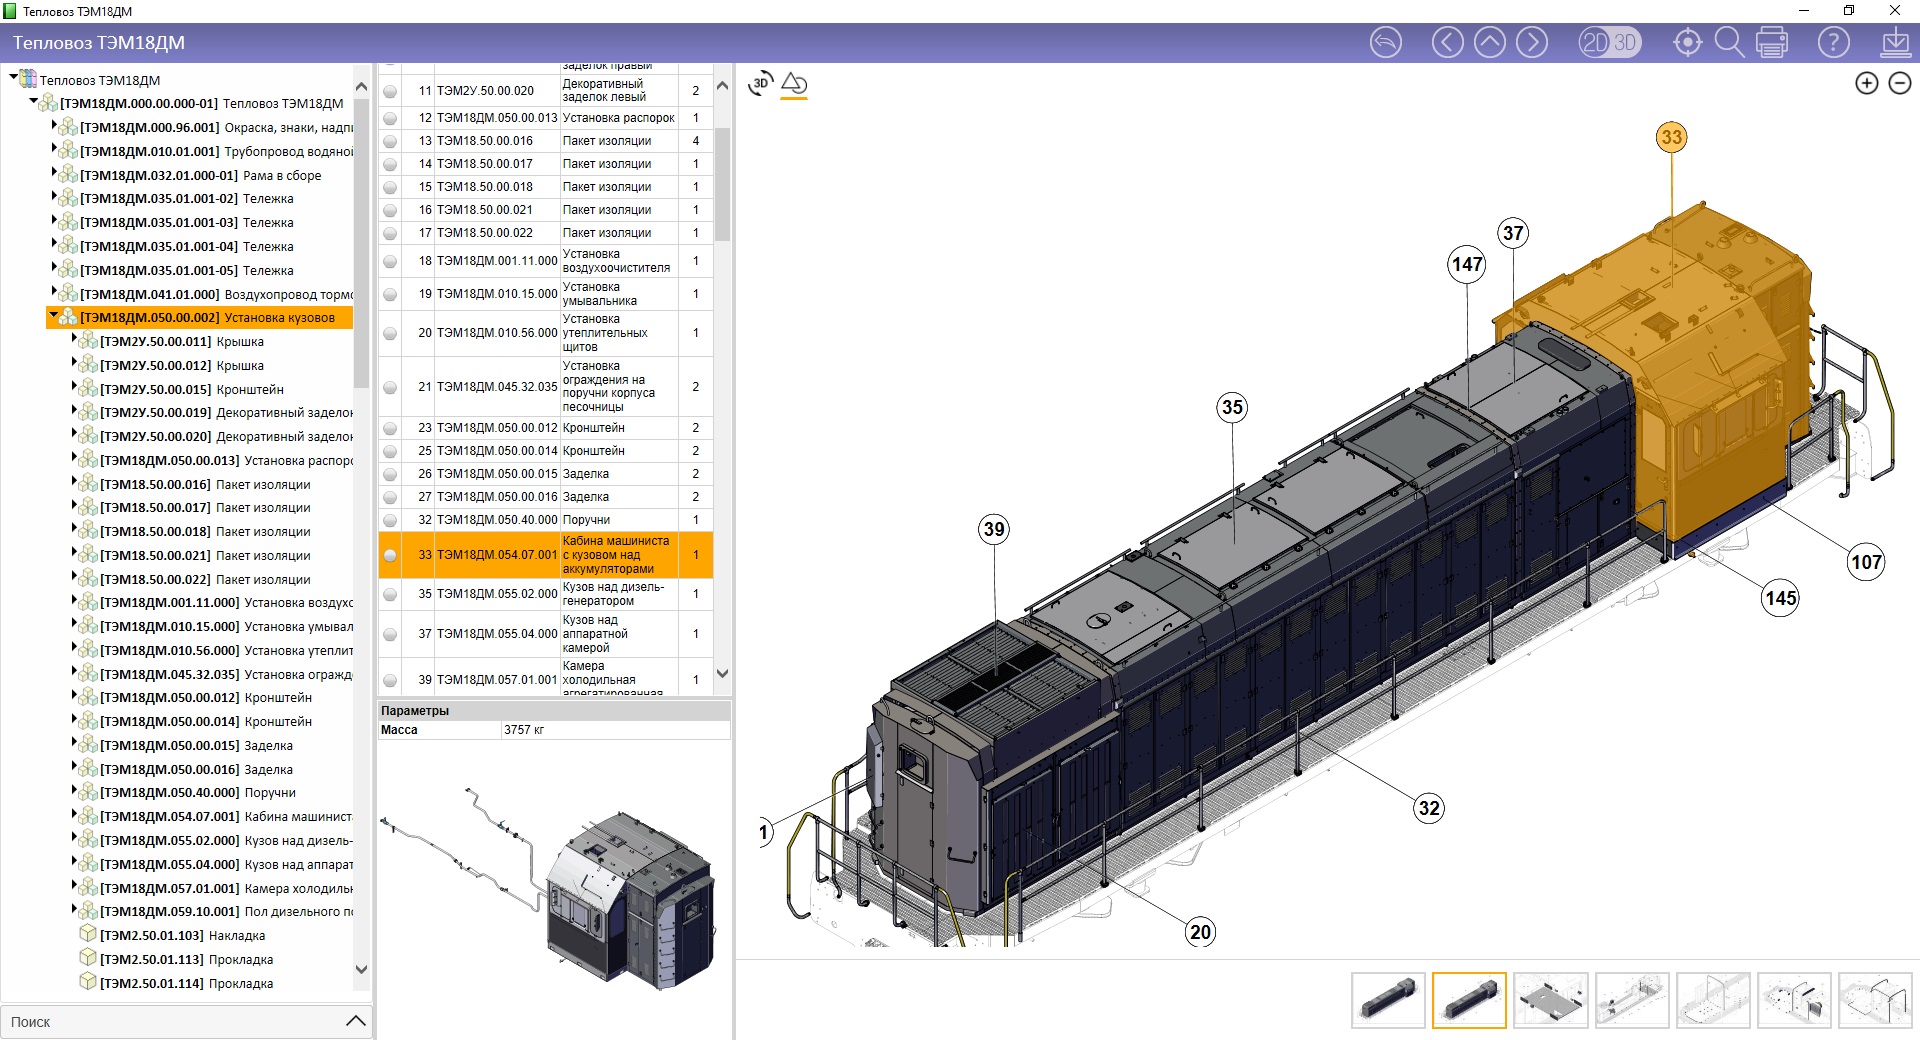 Тепловоз ТЭМ18ДМ
Тепловоз ТЭМ18ДМ
2D 3D
?
Тепловоз ТЭМ18ДМ
[ТЭМ18ДМ.000.00.000-01] Тепловоз ТЭМ18ДМ
[ТЭМ18ДМ.000.96.001] Окраска, знаки, надпи
[ТЭМ18ДМ.010.01.001] Трубопровод водяной
[ТЭМ18ДМ.032.01.000-01] Рама в сборе
[ТЭМ18ДМ.035.01.001-02] Тележка
[ТЭМ18ДМ.035.01.001-03] Тележка
[ТЭМ18ДМ.035.01.001-04] Тележка
[ТЭМ18ДМ.035.01.001-05] Тележка
[ТЭМ18ДМ.041.01.000] Воздухопровод тормо
[ТЭМ18ДМ.050.00.002] Установка кузовов
[ТЭМ2У.50.00.011] Крышка
[ТЭМ2У.50.00.012] Крышка
[ТЭМ2У.50.00.015] Кронштейн
[ТЭМ2У.50.00.019] Декоративный заделок
[ТЭМ2У.50.00.020] Декоративный заделок
[ТЭМ18ДМ.050.00.013] Установка распоро
[ТЭМ18.50.00.016] Пакет изоляции
[ТЭМ18.50.00.017] Пакет изоляции
[ТЭМ18.50.00.018] Пакет изоляции
[ТЭМ18.50.00.021] Пакет изоляции
[ТЭМ18.50.00.022] Пакет изоляции
[ТЭМ18ДМ.001.11.000] Установка воздухо
[ТЭМ18ДМ.010.15.000] Установка умывал
[ТЭМ18ДМ.010.56.000] Установка утеплит
[ТЭМ18ДМ.045.32.035] Установка огражд
[ТЭМ18ДМ.050.00.012] Кронштейн
[ТЭМ18ДМ.050.00.014] Кронштейн
[ТЭМ18ДМ.050.00.015] Заделка
[ТЭМ18ДМ.050.00.016] Заделка
[ТЭМ18ДМ.050.40.000] Поручни
[ТЭМ18ДМ.054.07.001] Кабина машинист
[ТЭМ18ДМ.055.02.000] Кузов над дизель-
[ТЭМ18ДМ.055.04.000] Кузов над аппарат
[ТЭМ18ДМ.057.01.001] Камера холодильн
[ТЭМ18ДМ.059.10.001] Пол дизельного п
[ТЭМ2.50.01.103] Накладка
[ТЭМ2.50.01.113] Прокладка
[ТЭМ2.50.01.114] Прокладка
Поиск
заделок правый
11 ТЭМ2У.50.00.020 Декоративный заделок левый 2
12 ТЭМ18ДМ.050.00.013 Установка распорок 1
13 ТЭМ18.50.00.016 Пакет изоляции 4
14 ТЭМ18.50.00.017 Пакет изоляции 1
15 ТЭМ18.50.00.018 Пакет изоляции 1
16 ТЭМ18.50.00.021 Пакет изоляции 1
17 ТЭМ18.50.00.022 Пакет изоляции 1
18 ТЭМ18ДМ.001.11.000 Установка воздухоочистителя 1
19 ТЭМ18ДМ.010.15.000 Установка умывальника 1
20 ТЭМ18ДМ.010.56.000 Установка утеплительных щитов 1
21 ТЭМ18ДМ.045.32.035 Установка ограждения на поручни корпуса песочницы 2
23 ТЭМ18ДМ.050.00.012 Кронштейн 2
25 ТЭМ18ДМ.050.00.014 Кронштейн 2
26 ТЭМ18ДМ.050.00.015 Заделка 2
27 ТЭМ18ДМ.050.00.016 Заделка 2
32 ТЭМ18ДМ.050.40.000 Поручни 1
33 ТЭМ18ДМ.054.07.001 Кабина машиниста с кузовом над аккумуляторами 1
35 ТЭМ18ДМ.055.02.000 Кузов над дизель-генератором 1
37 ТЭМ18ДМ.055.04.000 Кузов над аппаратной камерой 1
39 ТЭМ18ДМ.057.01.001 Камера холодильная агрегатированная 1
Параметры
Масса 3757 кг
3D
33
37
147
35
39
107
145
32
1
20